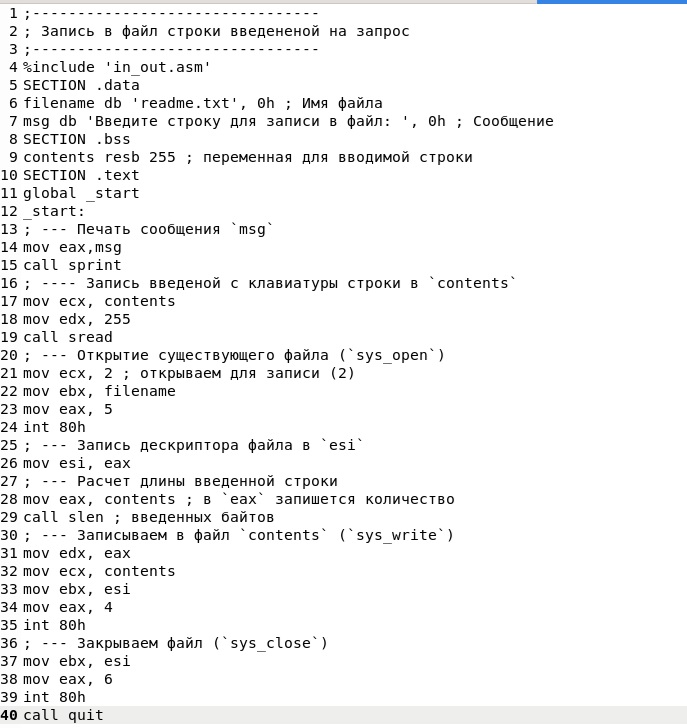 1 ;--------------------------------
2 ; Запись в файл строки введененой на запрос
3 ;--------------------------------
4 %include 'in_out.asm'
5 SECTION .data
6 filename db 'readme.txt', 0h ; Имя файла
7 msg db 'Введите строку для записи в файл: ', 0h ; Сообщение
8 SECTION .bss
9 contents resb 255 ; переменная для вводимой строки
10 SECTION .text
11 global _start
12 _start:
13 ; --- Печать сообщения `msg`
14 mov eax,msg
15 call sprint
16 ; ---- Запись введеной с клавиатуры строки в `contents`
17 mov ecx, contents
18 mov edx, 255
19 call sread
20 ; --- Открытие существующего файла (`sys_open`)
21 mov ecx, 2 ; открываем для записи (2)
22 mov ebx, filename
23 mov eax, 5
24 int 80h
25 ; --- Запись дескриптора файла в `esi`
26 mov esi, eax
27 ; --- Расчет длины введенной строки
28 mov eax, contents ; в `eax` запишется количество
29 call slen ; введенных байтов
30 ; --- Записываем в файл `contents` (`sys_write`)
31 mov edx, eax
32 mov ecx, contents
33 mov ebx, esi
34 mov eax, 4
35 int 80h
36 ; --- Закрываем файл (`sys_close`)
37 mov ebx, esi
38 mov eax, 6
39 int 80h
40 call quit